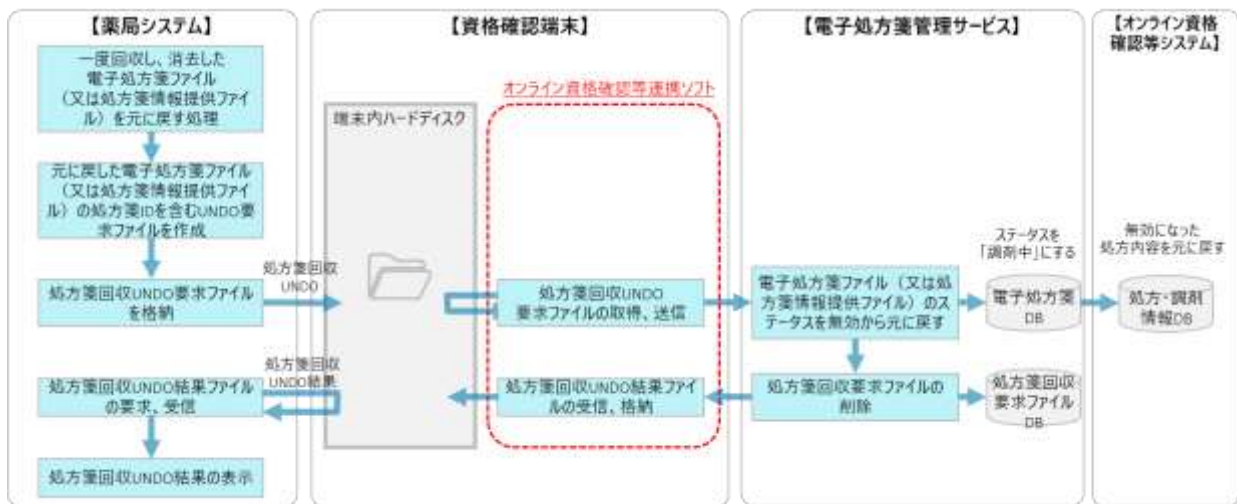 【薬局システム】
一度回収し、消去した
電子処方箋ファイル
（又は処方箋情報提供ファイ
ル）を元に戻す処理
元に戻した電子処方箋ファイル
（又は処方箋情報提供ファイ
ル）の処方箋IDを含むUNDO要
求ファイルを作成
処方箋回収UNDO要求ファイル
を格納
処方箋回収
UNDO
処方箋回収
UNDO結果
処方箋回収UNDO結果ファイル
の要求、受信
処方箋回収UNDO結果の表示
【資格確認端末】
オンライン資格確認等連携ソフト
端末内ハードディスク
処方箋回収UNDO
要求ファイルの取得、送信
処方箋回収UNDO結果ファイ
ルの受信、格納
【電子処方箋管理サービス】
ステータスを
「調剤中」にする
電子処方箋ファイル（又は処
方箋情報提供ファイル）のス
テータスを無効から元に戻す
電子処方箋
DB
処方箋回収要求ファイルの
削除
処方箋回収
要求ファイル
DB
【オンライン資格
確認等システム】
無効になった
処方内容を元に戻す
処方・調剤
情報DB